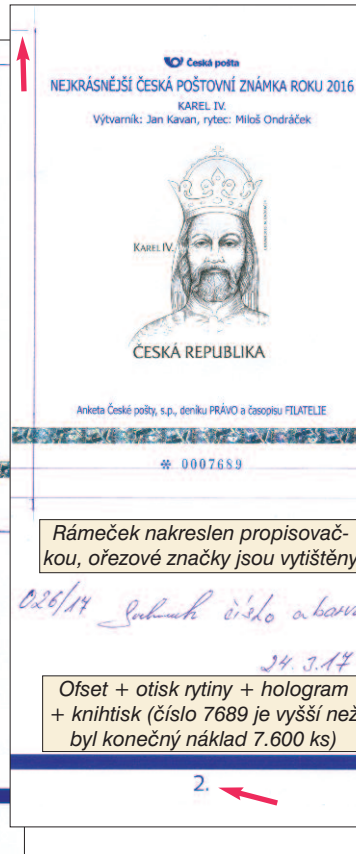 Česká pošta
NEJKRÁSNĚJŠÍ ČESKÁ POŠTOVNÍ ZNÁMKA ROKU 2016
KAREL IV.
Výtvarník: Jan Kavan, rytec: Miloš Ondráček
KAREL IV.
ČESKÁ REPUBLIKA
Anketa České pošty, s.p., deníku PRÁVO a časopisu FILATELIE
* 0007689
Rámeček nakreslen propisovač-
kou, ořezové značky jsou vytištěny
026/17 číslo a barva
24.3.17
Ofset + otisk rytiny + hologram
+ knihtisk (číslo 7689 je vyšší než
byl konečný náklad 7.600 ks)
2.